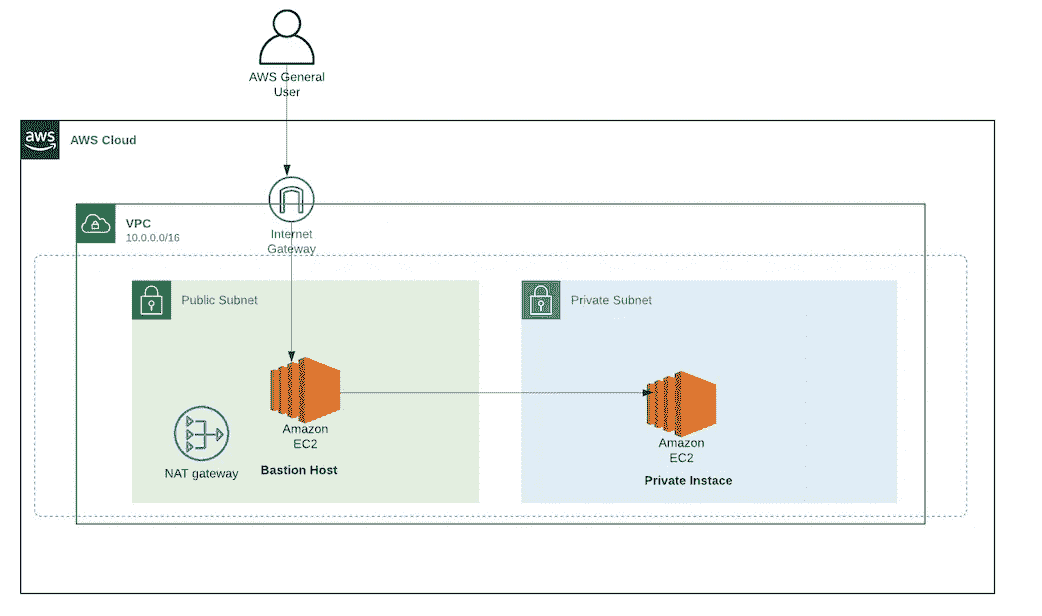 AWS General
User
aws
AWS Cloud
VPC
10.0.0.0/16
Internet
Gateway
Public Subnet
Private Subnet
Amazon
EC2
Bastion Host
NAT gateway
Amazon
EC2
Private Instace